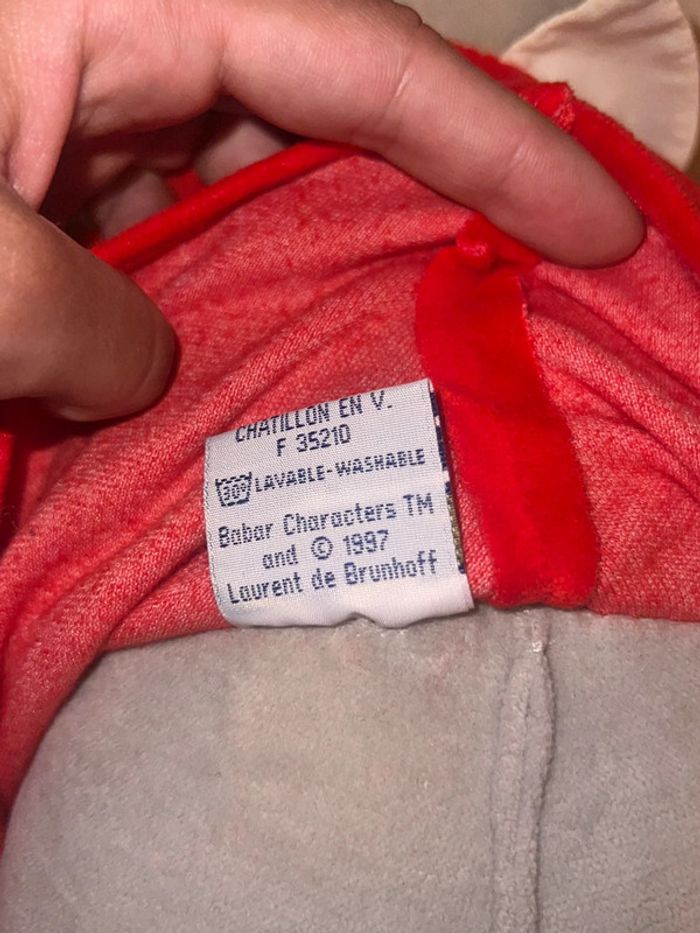 CHATILLON EN V.
F 35210
30° LAVABLE-WASHABLE
Babar Characters TM
and © 1997
Laurent de Brunhoff